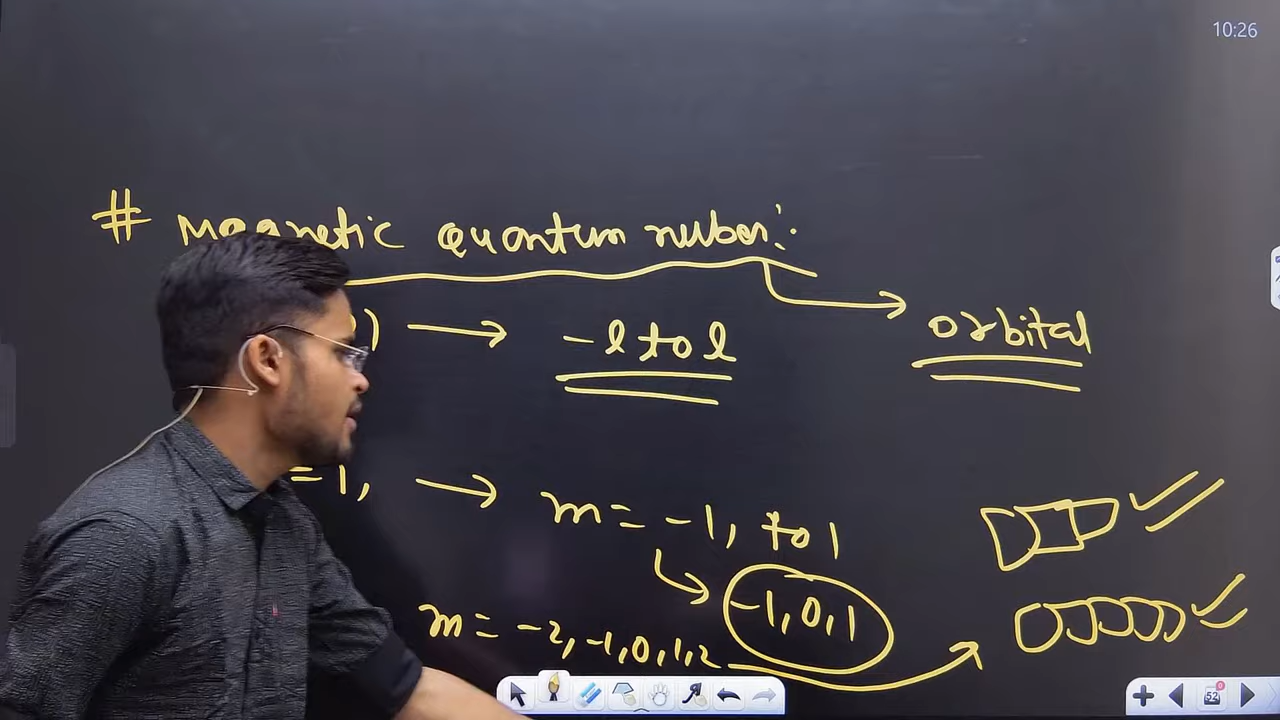 10:26
# Magnetic quantum nuber:-
) → - l to l
orbital
=1, → m = -1, to 1
-1,0,1
m = -2,-1,0,1,2
52